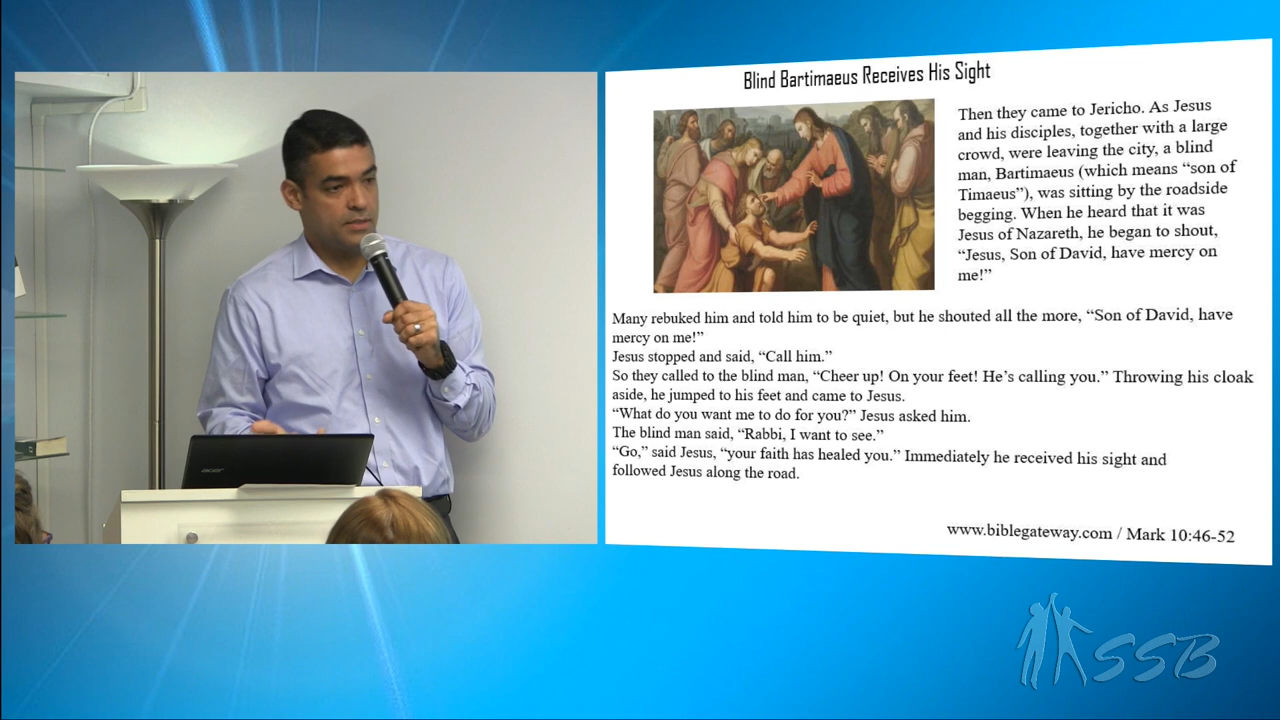 Blind Bartimaeus Receives His Sight
Then they came to Jericho. As Jesus
and his disciples, together with a large
crowd, were leaving the city, a blind
man, Bartimaeus (which means “son of
Timaeus”), was sitting by the roadside
begging. When he heard that it was
Jesus of Nazareth, he began to shout,
“Jesus, Son of David, have mercy on
me!”
Many rebuked him and told him to be quiet, but he shouted all the more, “Son of David, have
mercy on me!”
Jesus stopped and said, “Call him.”
So they called to the blind man, “Cheer up! On your feet! He’s calling you.” Throwing his cloak
aside, he jumped to his feet and came to Jesus.
“What do you want me to do for you?” Jesus asked him.
The blind man said, “Rabbi, I want to see.”
“Go,” said Jesus, “your faith has healed you.” Immediately he received his sight and
followed Jesus along the road.
www.biblegateway.com / Mark 10:46-52
acer
SSB